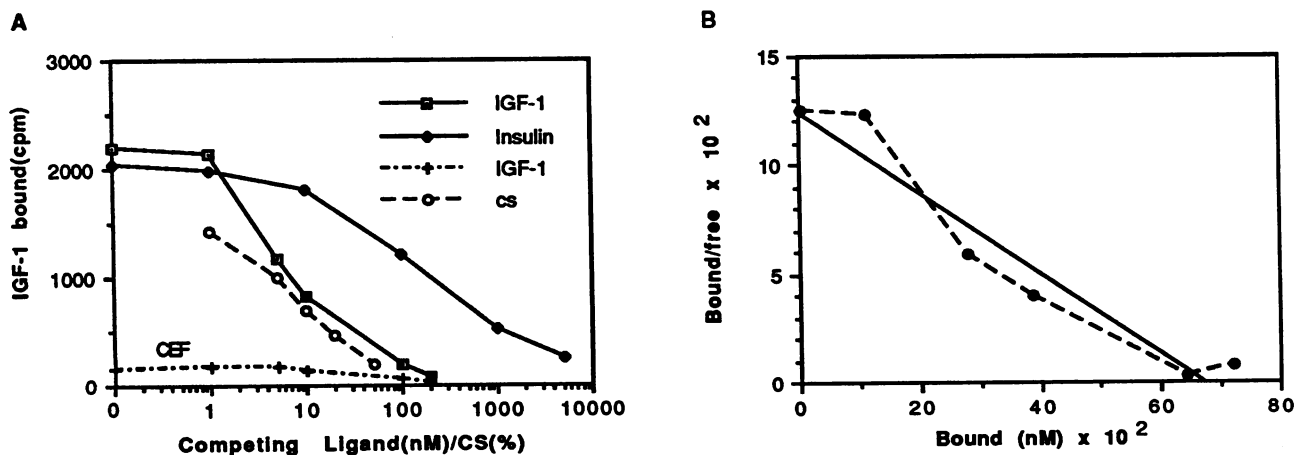 A
3000
2000
1000
0
IGF-1 bound(cpm)
IGF-1
Insulin
IGF-1
cs
CEF
0 1 10 100 1000 10000
Competing Ligand(nM)/CS(%)
B
15
10
5
0
Bound/free x 10 2
0 20 40 60 80
Bound (nM) x 10 2